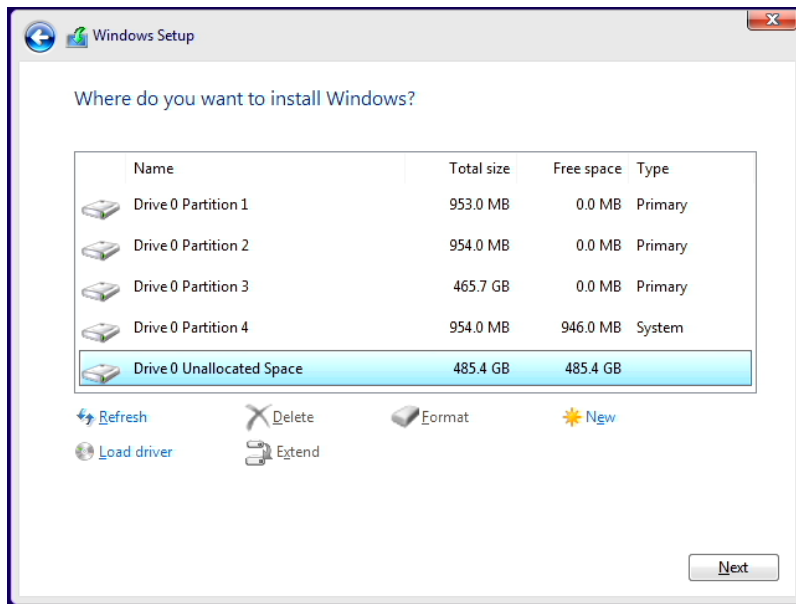 Windows Setup
Where do you want to install Windows?
Name Total size Free space Type
Drive 0 Partition 1 953.0 MB 0.0 MB Primary
Drive 0 Partition 2 954.0 MB 0.0 MB Primary
Drive 0 Partition 3 465.7 GB 0.0 MB Primary
Drive 0 Partition 4 954.0 MB 946.0 MB System
Drive 0 Unallocated Space 485.4 GB 485.4 GB
Refresh Delete Format New
Load driver Extend
Next